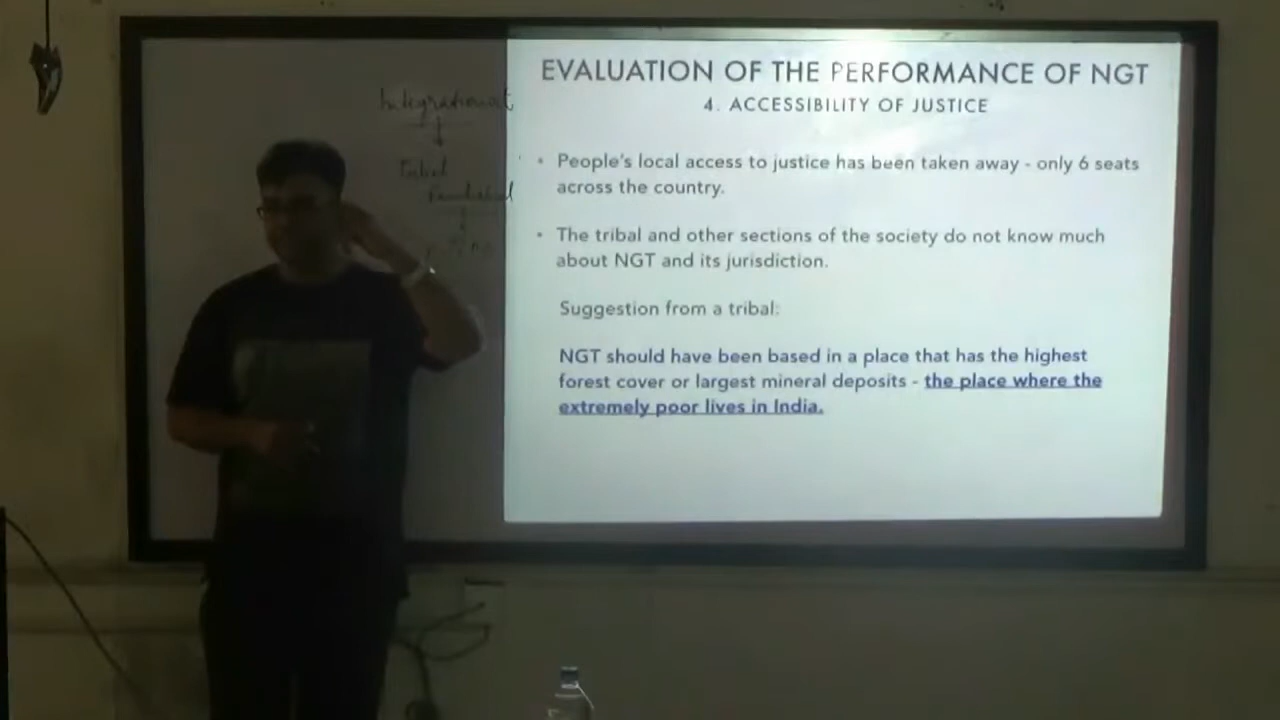 EVALUATION OF THE PERFORMANCE OF NGT
4. ACCESSIBILITY OF JUSTICE
• People's local access to justice has been taken away - only 6 seats
across the country.
• The tribal and other sections of the society do not know much
about NGT and its jurisdiction.
Suggestion from a tribal:
NGT should have been based in a place that has the highest
forest cover or largest mineral deposits - the place where the
extremely poor lives in India.
Tribal